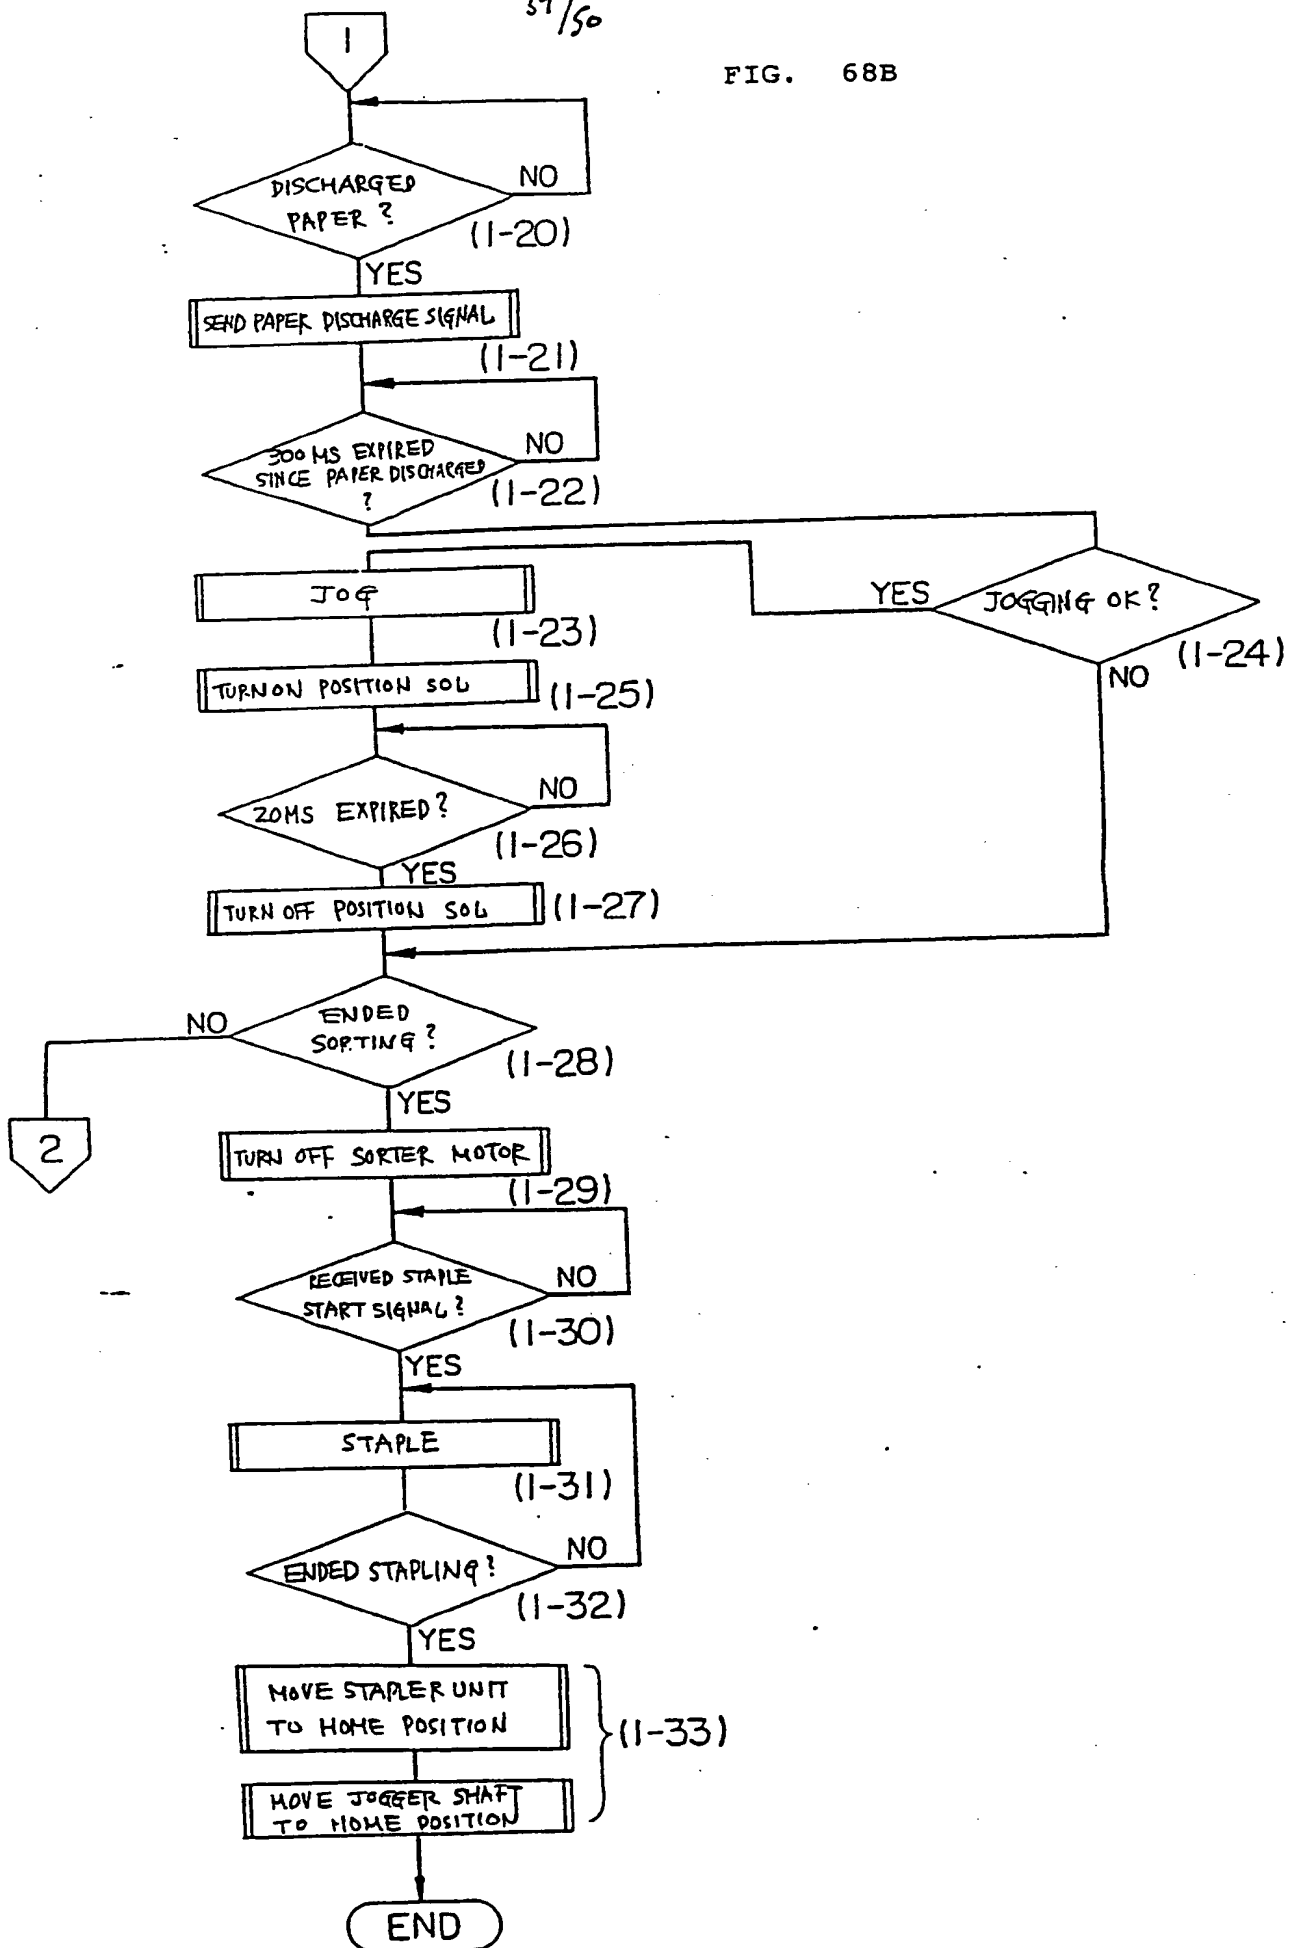 1
/50
FIG. 68B
DISCHARGED
PAPER ?
NO
(1-20)
YES
SEND PAPER DISCHARGE SIGNAL
(1-21)
300 MS EXPIRED
SINCE PAPER DISCHARGED
?
NO
(1-22)
JOG
(1-23)
YES
JOGGING OK?
(1-24)
NO
TURN ON POSITION SOL
(1-25)
20MS EXPIRED?
NO
(1-26)
YES
TURN OFF POSITION SOL
(1-27)
ENDED
SORTING?
NO
(1-28)
YES
2
TURN OFF SORTER MOTOR
(1-29)
RECEIVED STAPLE
START SIGNAL?
NO
(1-30)
YES
STAPLE
(1-31)
ENDED STAPLING?
NO
(1-32)
YES
MOVE STAPLER UNIT
TO HOME POSITION
(1-33)
MOVE JOGGER SHAFT
TO HOME POSITION
END